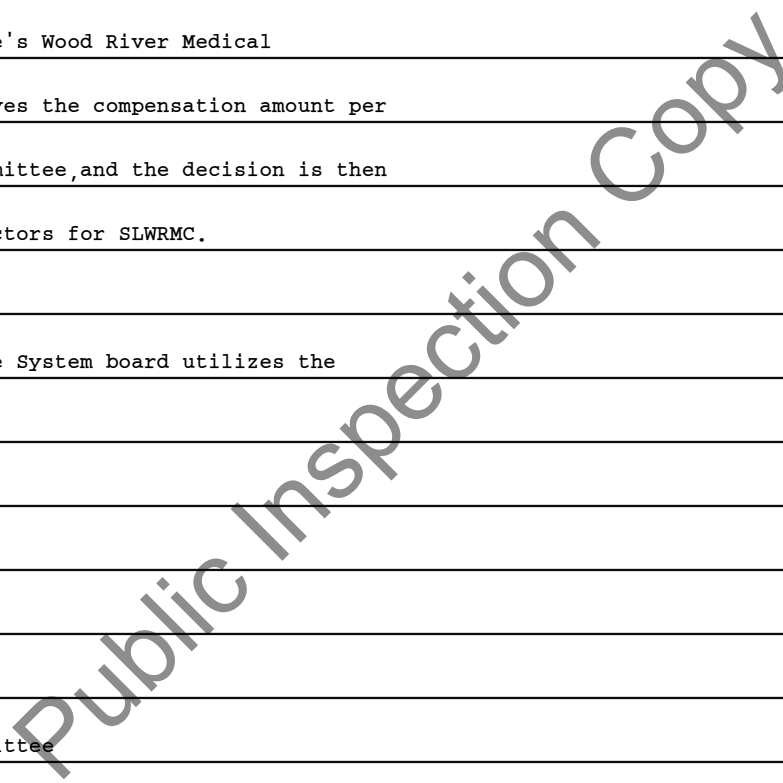 e's Wood River Medical
ves the compensation amount per
mittee,and the decision is then
ctors for SLWRMC.
e System board utilizes the
ittee
Public Inspection Copy